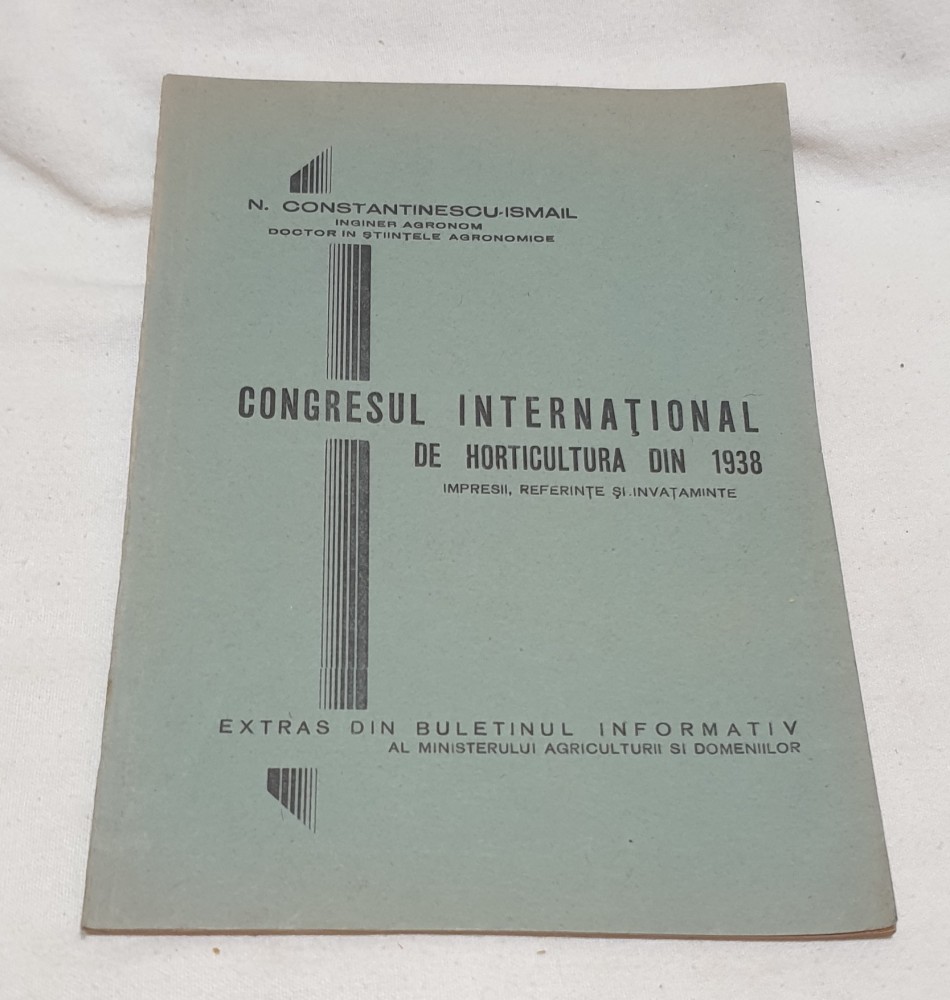 N. CONSTANTINESCU-ISMAIL
INGINER AGRONOM
DOCTOR IN ŞTIINŢELE AGRONOMICE
CONGRESUL INTERNAŢIONAL
DE HORTICULTURA DIN 1938
IMPRESII, REFERINŢE ŞI INVAŢAMINTE
EXTRAS DIN BULETINUL INFORMATIV
AL MINISTERULUI AGRICULTURII SI DOMENIILOR